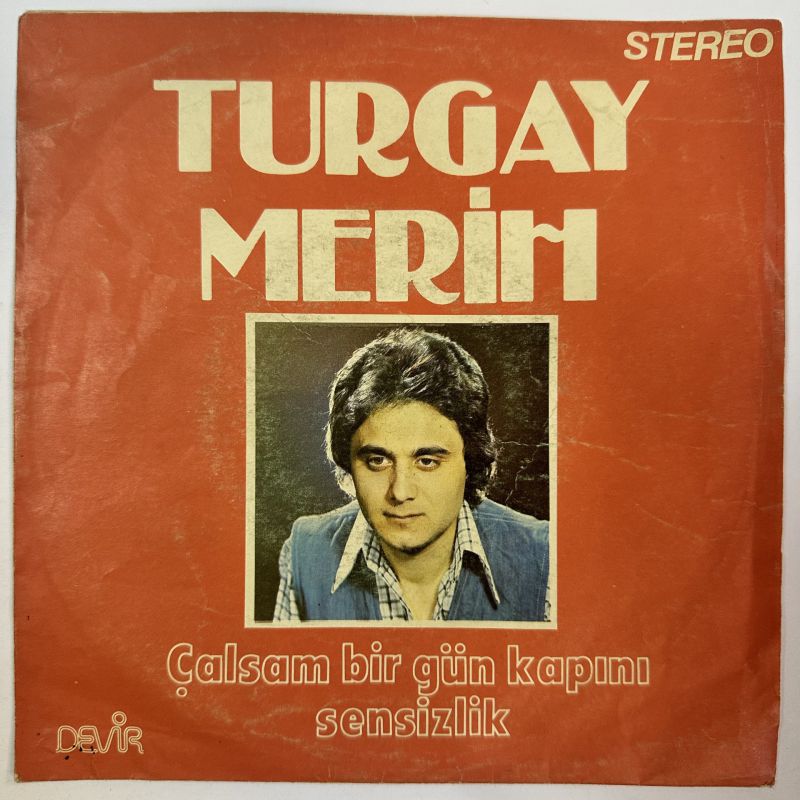 STEREO
TURGAY
MERİH
Çalsam bir gün kapını
sensizlik
DEVİR